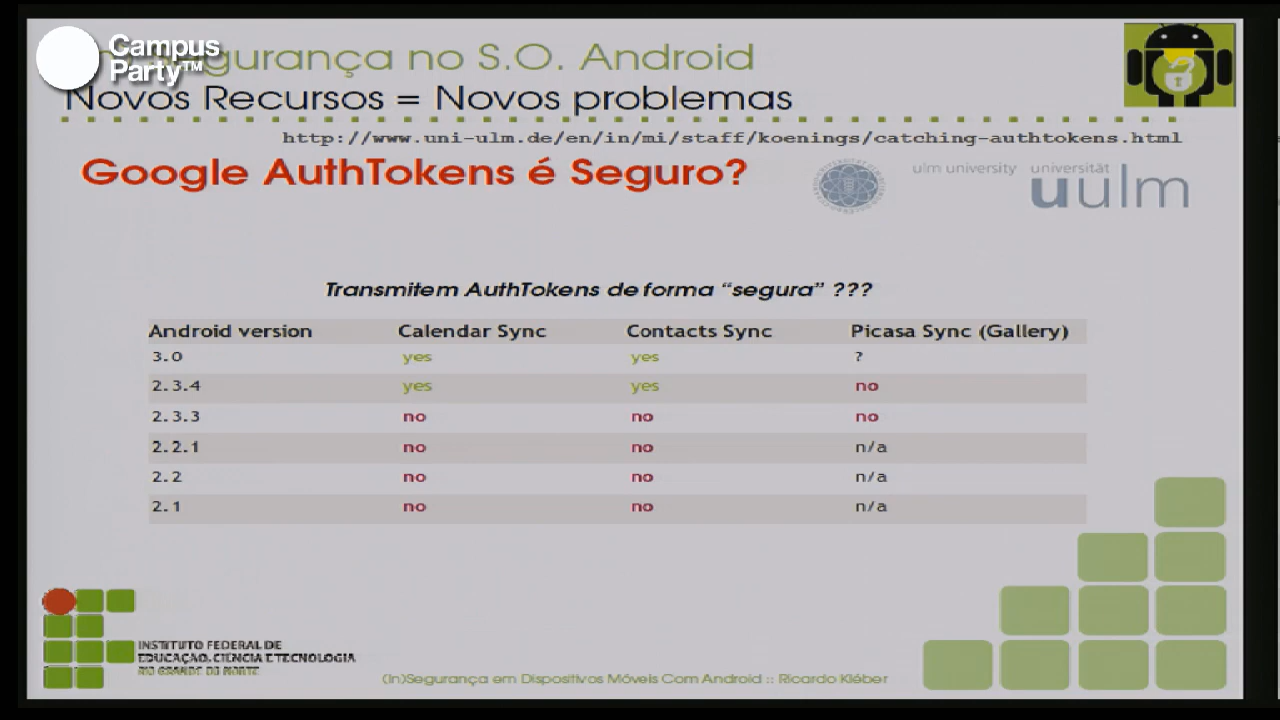 Campus
Party™
Segurança no S.O. Android
Novos Recursos = Novos problemas
http://www.uni-ulm.de/en/in/mi/staff/koenings/catching-authtokens.html
Google AuthTokens é Seguro?
ulm university universität
uulm
Transmitem AuthTokens de forma “segura” ???
Android version Calendar Sync Contacts Sync Picasa Sync (Gallery)
3.0 yes yes ?
2.3.4 yes yes no
2.3.3 no no no
2.2.1 no no n/a
2.2 no no n/a
2.1 no no n/a
INSTITUTO FEDERAL DE
EDUCAÇÃO, CIÊNCIA E TECNOLOGIA
RIO GRANDE DO NORTE
(In)Segurança em Dispositivos Móveis Com Android :: Ricardo Kléber